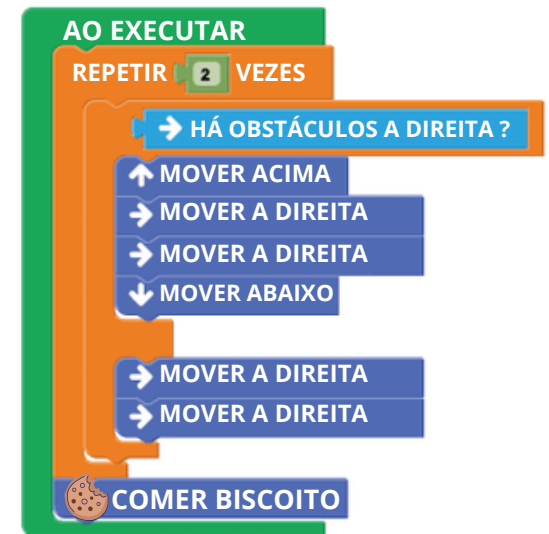 AO EXECUTAR
REPETIR 2 VEZES
HÁ OBSTÁCULOS A DIREITA ?
MOVER ACIMA
MOVER A DIREITA
MOVER A DIREITA
MOVER ABAIXO
MOVER A DIREITA
MOVER A DIREITA
COMER BISCOITO